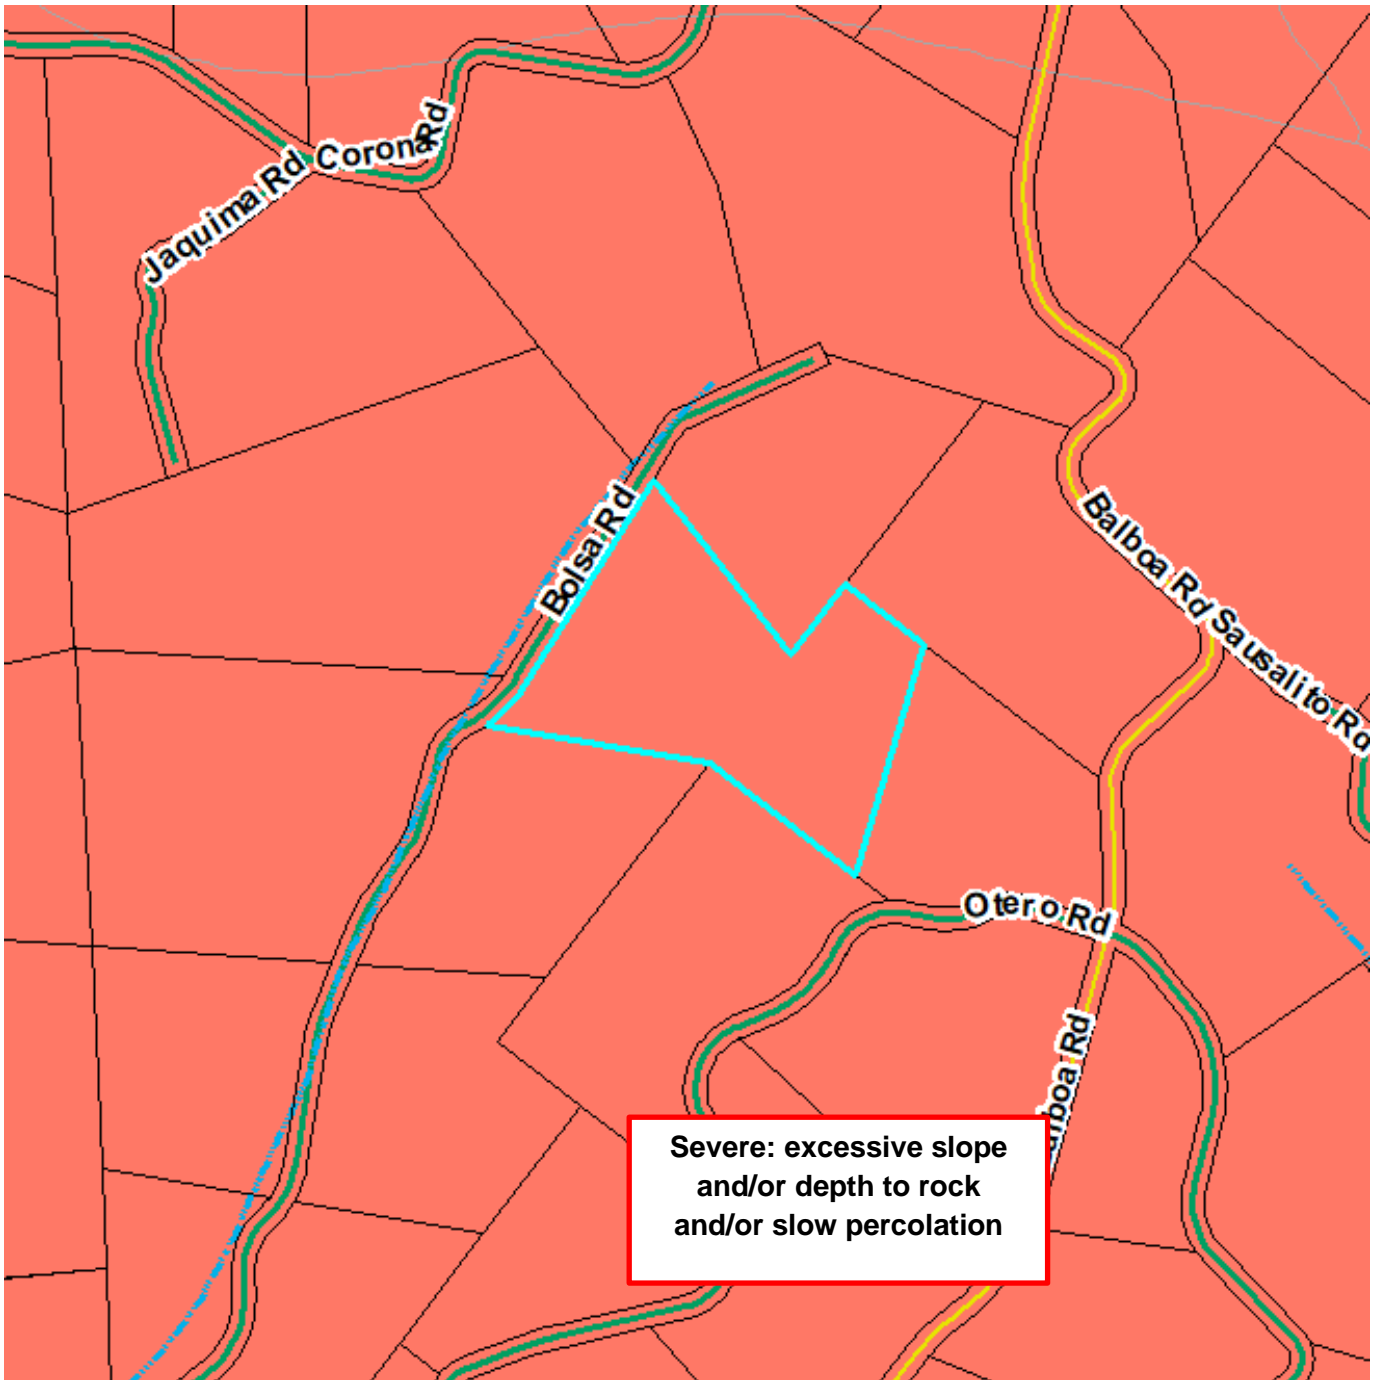 Corona Rd
Jaquima Rd
Bolsa Rd
Balboa Rd
Sausalito Rd
Otero Rd
lboa Rd
Severe: excessive slope
and/or depth to rock
and/or slow percolation